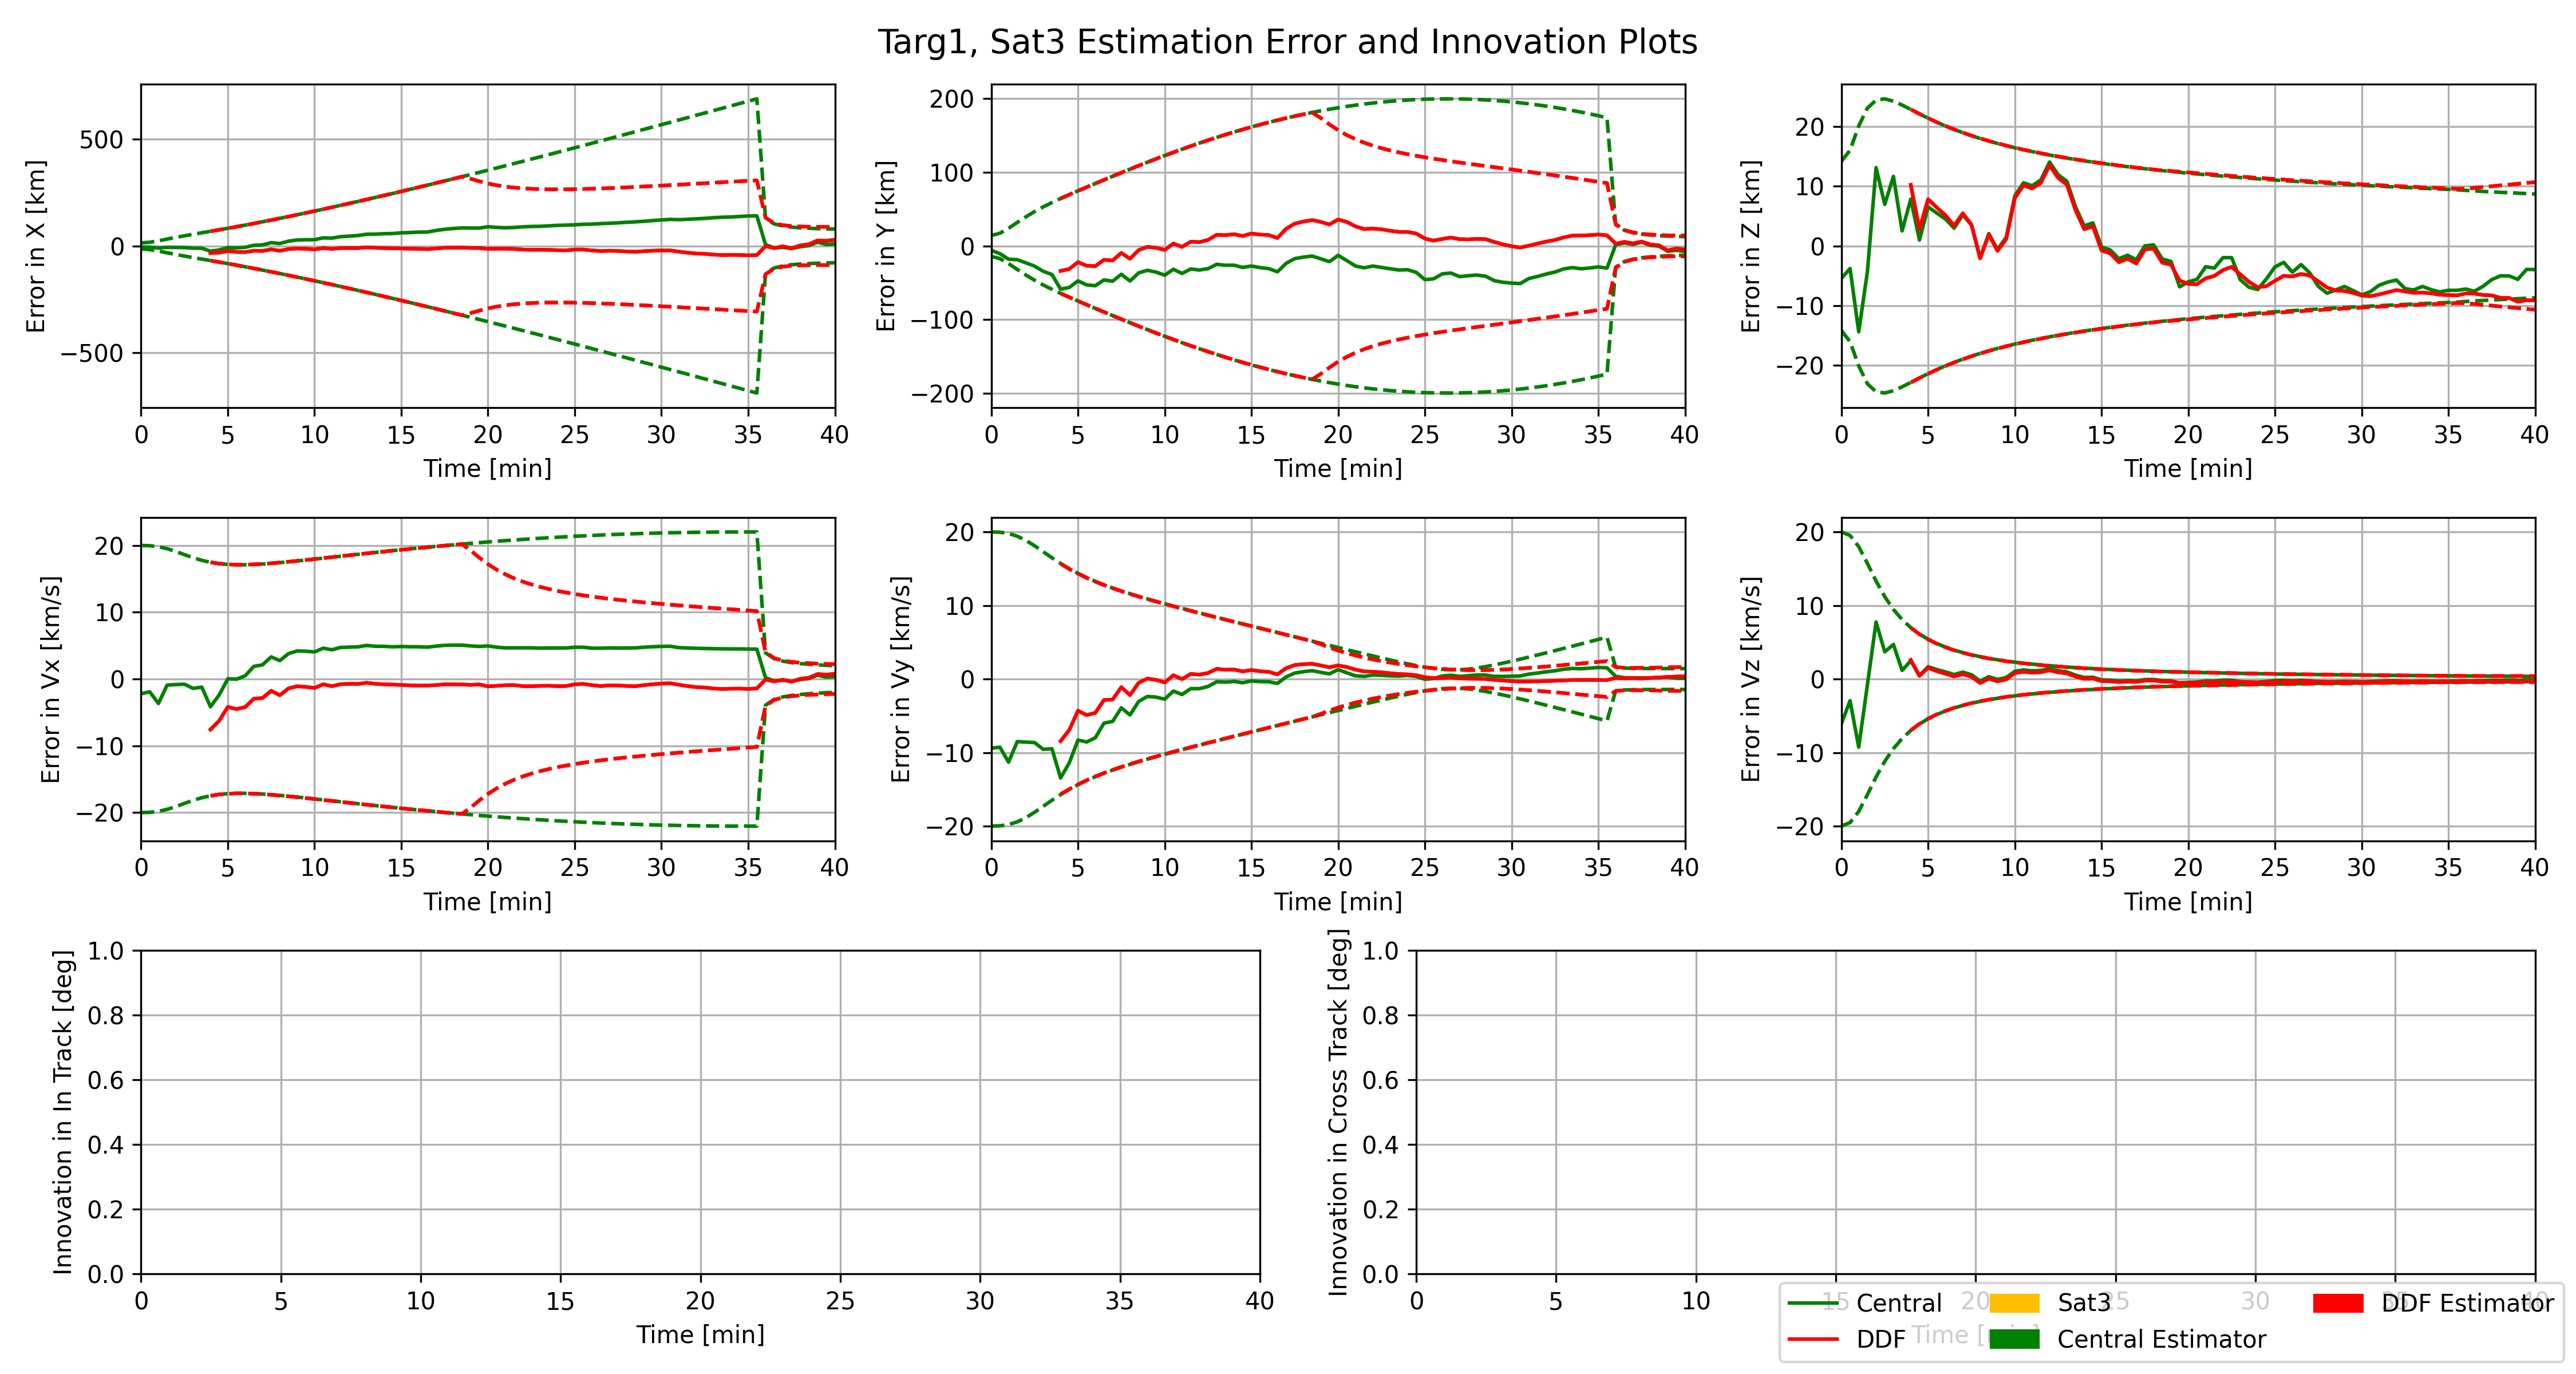 Targ1, Sat3 Estimation Error and Innovation Plots
Error in X [km]
500
0
−500
0 5 10 15 20 25 30 35 40
Time [min]
Error in Y [km]
200
100
0
−100
−200
0 5 10 15 20 25 30 35 40
Time [min]
Error in Z [km]
20
10
0
−10
−20
0 5 10 15 20 25 30 35 40
Time [min]
Error in Vx [km/s]
20
10
0
−10
−20
0 5 10 15 20 25 30 35 40
Time [min]
Error in Vy [km/s]
20
10
0
−10
−20
0 5 10 15 20 25 30 35 40
Time [min]
Error in Vz [km/s]
20
10
0
−10
−20
0 5 10 15 20 25 30 35 40
Time [min]
Innovation in In Track [deg]
1.0
0.8
0.6
0.4
0.2
0.0
0 5 10 15 20 25 30 35 40
Time [min]
Innovation in Cross Track [deg]
1.0
0.8
0.6
0.4
0.2
0.0
0 5 10 15 20 25 30 35 40
Time [min]
Central
DDF
Sat3
Central Estimator
DDF Estimator